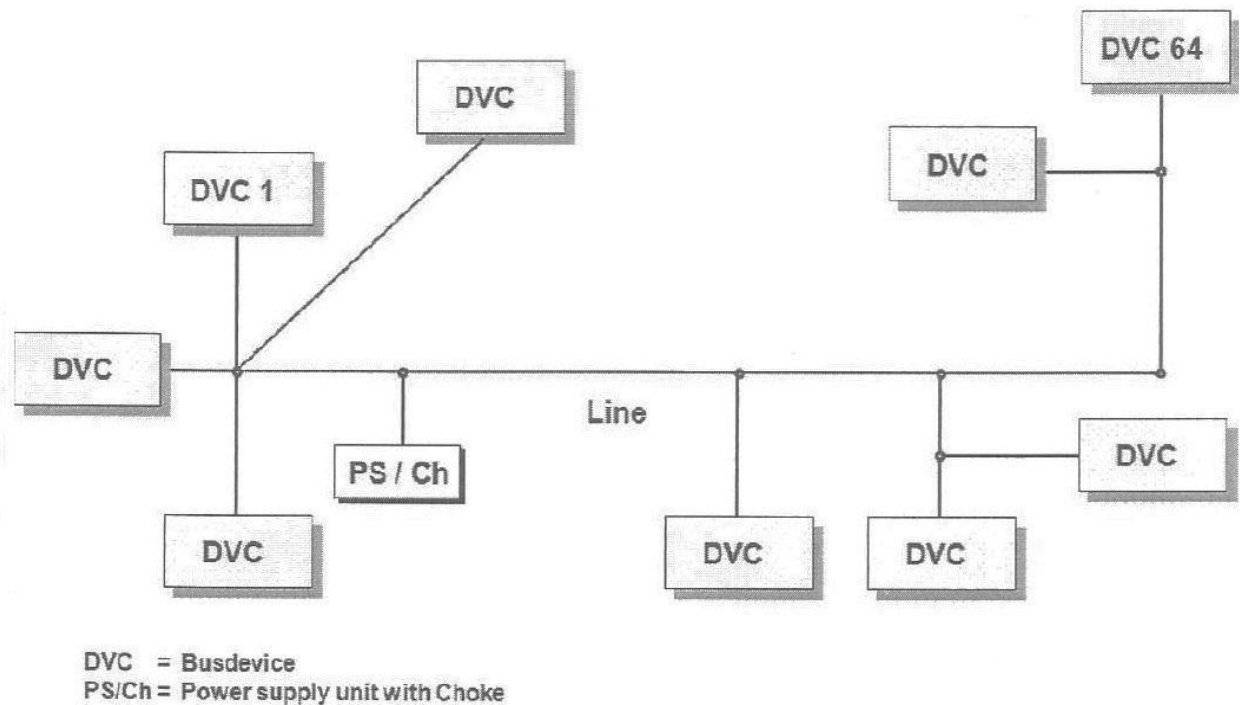 DVC 64
DVC
DVC
DVC 1
DVC
Line
DVC
PS / Ch
DVC
DVC
DVC
DVC = Busdevice
PS/Ch = Power supply unit with Choke